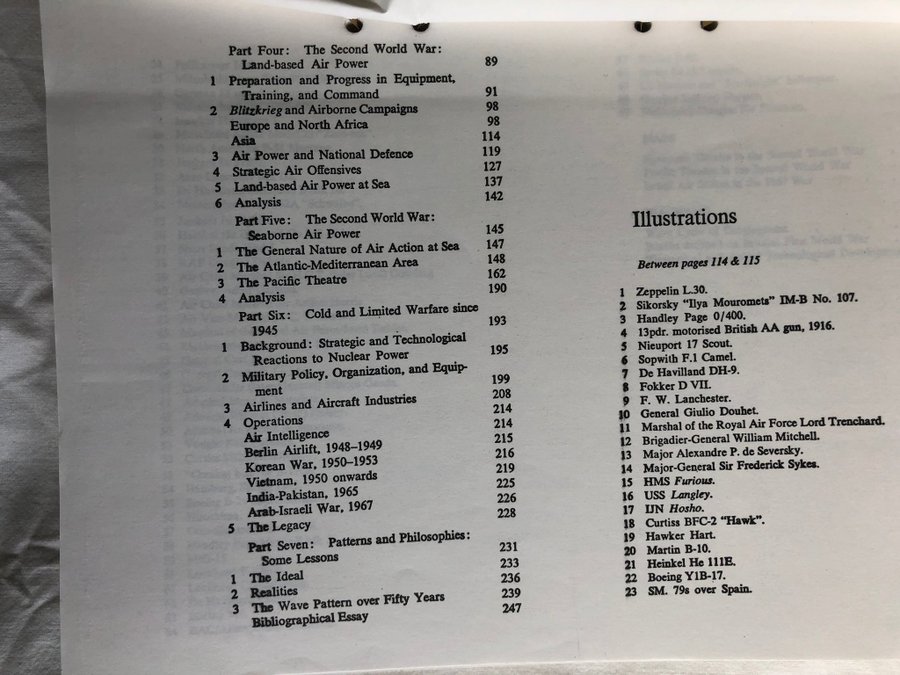 Part Four: The Second World War:
Land-based Air Power 89
1 Preparation and Progress in Equipment,
Training, and Command 91
2 Blitzkrieg and Airborne Campaigns 98
Europe and North Africa 98
Asia 114
3 Air Power and National Defence 119
4 Strategic Air Offensives 127
5 Land-based Air Power at Sea 137
6 Analysis 142
Part Five: The Second World War:
Seaborne Air Power 145
1 The General Nature of Air Action at Sea 147
2 The Atlantic-Mediterranean Area 148
3 The Pacific Theatre 162
4 Analysis 190
Part Six: Cold and Limited Warfare since
1945 193
1 Background: Strategic and Technological
Reactions to Nuclear Power 195
2 Military Policy, Organization, and Equip-
ment 199
3 Airlines and Aircraft Industries 208
4 Operations 214
Air Intelligence 214
Berlin Airlift, 1948–1949 215
Korean War, 1950–1953 216
Vietnam, 1950 onwards 219
India-Pakistan, 1965 225
Arab-Israeli War, 1967 226
5 The Legacy 228
Part Seven: Patterns and Philosophies:
Some Lessons 231
1 The Ideal 233
2 Realities 236
3 The Wave Pattern over Fifty Years 239
Bibliographical Essay 247
Illustrations
Between pages 114 & 115
1 Zeppelin L.30.
2 Sikorsky "Ilya Mouromets" IM-B No. 107.
3 Handley Page 0/400.
4 13pdr. motorised British AA gun, 1916.
5 Nieuport 17 Scout.
6 Sopwith F.1 Camel.
7 De Havilland DH-9.
8 Fokker D VII.
9 F. W. Lanchester.
10 General Giulio Douhet.
11 Marshal of the Royal Air Force Lord Trenchard.
12 Brigadier-General William Mitchell.
13 Major Alexandre P. de Seversky.
14 Major-General Sir Frederick Sykes.
15 HMS Furious.
16 USS Langley.
17 IJN Hosho.
18 Curtiss BFC-2 "Hawk".
19 Hawker Hart.
20 Martin B-10.
21 Heinkel He 111E.
22 Boeing Y1B-17.
23 SM. 79s over Spain.